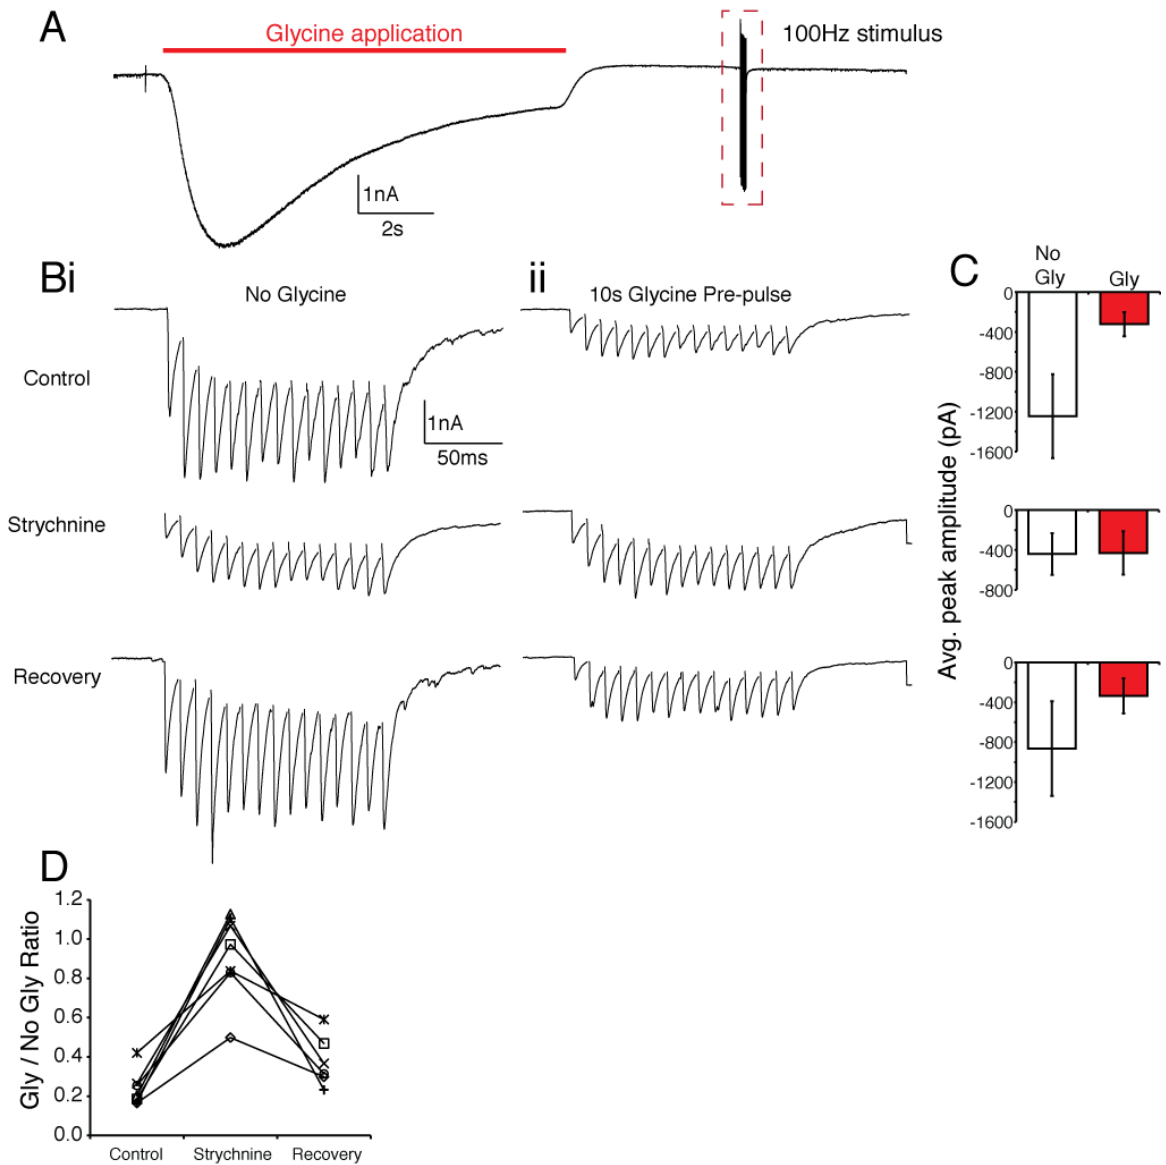 A
Glycine application
100Hz stimulus
1nA
2s
Bi
No Glycine
ii
10s Glycine Pre-pulse
C
No
Gly
Gly
Control
1nA
50ms
Strychnine
Recovery
Avg. peak amplitude (pA)
0
-400
-800
-1200
-1600
0
-400
-800
0
-400
-800
-1200
-1600
D
Gly / No Gly Ratio
1.2
1.0
0.8
0.6
0.4
0.2
0.0
Control
Strychnine
Recovery